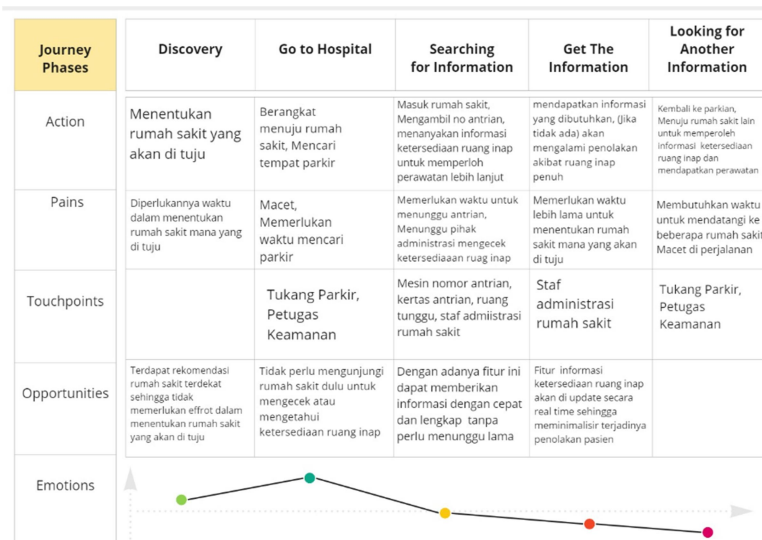 Journey
Phases
Discovery
Go to Hospital
Searching
for Information
Get The
Information
Looking for
Another
Information
Action
Menentukan
rumah sakit yang
akan di tuju
Berangkat
menuju rumah
sakit, Mencari
tempat parkir
Masuk rumah sakit,
Mengambil no antrian,
menanyakan informasi
ketersediaan ruang inap
untuk memperloh
perawatan lebih lanjut
mendapatkan informasi
yang dibutuhkan, (Jika
tidak ada) akan
mengalami penolakan
akibat ruang inap
penuh
Kembali ke parkian,
Menuju rumah sakit lain
untuk memperoleh
informasi ketersediaan
ruang inap dan
mendapatkan perawatan
Pains
Diperlukannya waktu
dalam menentukan
rumah sakit mana yang
di tuju
Macet,
Memerlukan
waktu mencari
parkir
Memerlukan waktu untuk
menunggu antrian,
Menunggu pihak
administrasi mengecek
ketersediaaan ruag inap
Memerlukan waktu
lebih lama untuk
menentukan rumah
sakit mana yang akan
di tuju
Membutuhkan waktu
untuk mendatangi ke
beberapa rumah sakit
Macet di perjalanan
Touchpoints
Tukang Parkir,
Petugas
Keamanan
Mesin nomor antrian,
kertas antrian, ruang
tunggu, staf admiistrasi
rumah sakit
Staf
administrasi
rumah sakit
Tukang Parkir,
Petugas
Keamanan
Opportunities
Terdapat rekomendasi
rumah sakit terdekat
sehingga tidak
memerlukan effrot dalam
menentukan rumah sakit
yang akan di tuju
Tidak perlu mengunjungi
rumah sakit dulu untuk
mengecek atau
mengetahui
ketersediaan ruang inap
Dengan adanya fitur ini
dapat memberikan
informasi dengan cepat
dan lengkap tanpa
perlu menunggu lama
Fitur informasi
ketersediaan ruang inap
akan di update secara
real time sehingga
meminimalisir terjadinya
penolakan pasien
Emotions